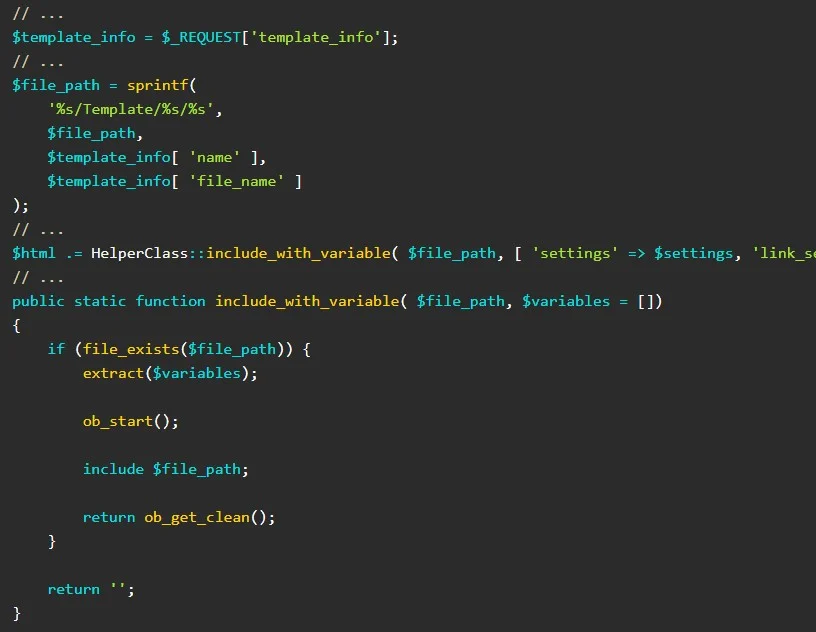 // ...
$template_info = $_REQUEST['template_info'];
// ...
$file_path = sprintf(
    '%s/Template/%s/%s',
    $file_path,
    $template_info[ 'name' ],
    $template_info[ 'file_name' ]
);
// ...
$html .= HelperClass::include_with_variable( $file_path, [ 'settings' => $settings, 'link_se
// ...
public static function include_with_variable( $file_path, $variables = [])
{
    if (file_exists($file_path)) {
        extract($variables);
        ob_start();
        include $file_path;
        return ob_get_clean();
    }
    return '';
}